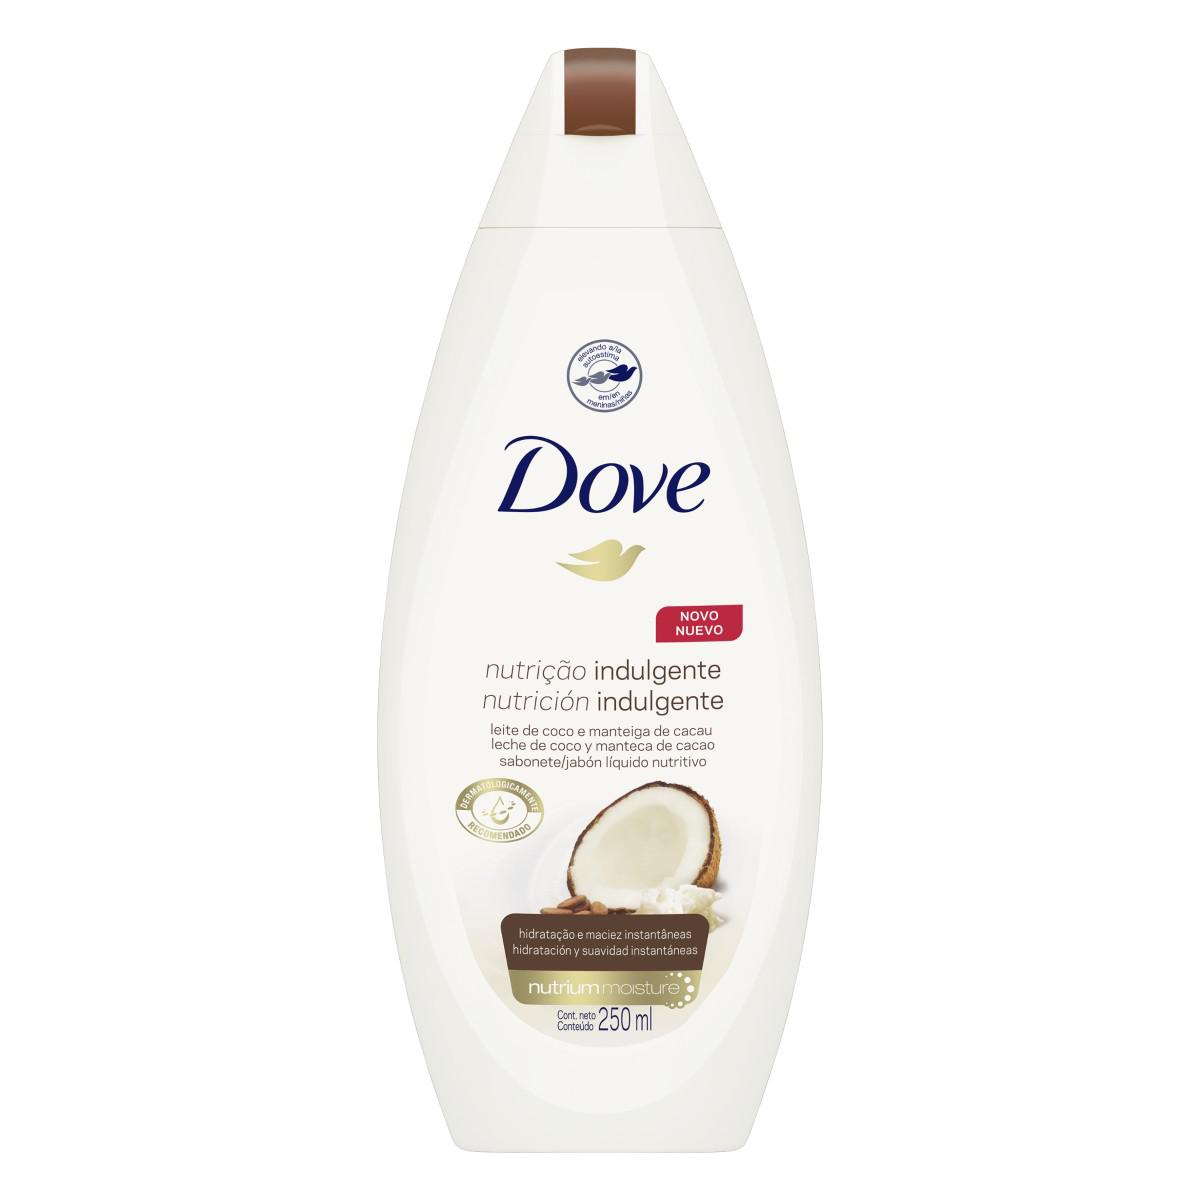 elevando a/la
autoestima
em/en
meninas/niñas
Dove
NOVO
NUEVO
nutrição indulgente
nutrición indulgente
leite de coco e manteiga de cacau
leche de coco y manteca de cacao
sabonete/jabón líquido nutritivo
DERMATOLOGICAMENTE
RECOMENDADO
hidratação e maciez instantâneas
hidratación y suavidad instantáneas
nutriummoisture
Cont. neto
Conteúdo 250 ml